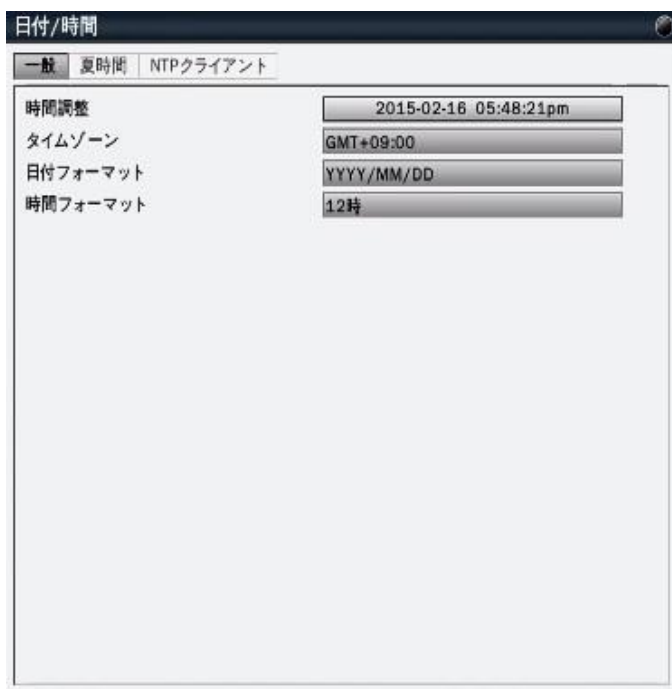 日付/時間
一般 夏時間 NTPクライアント
時間調整 2015-02-16 05:48:21pm
タイムゾーン GMT+09:00
日付フォーマット YYYY/MM/DD
時間フォーマット 12時